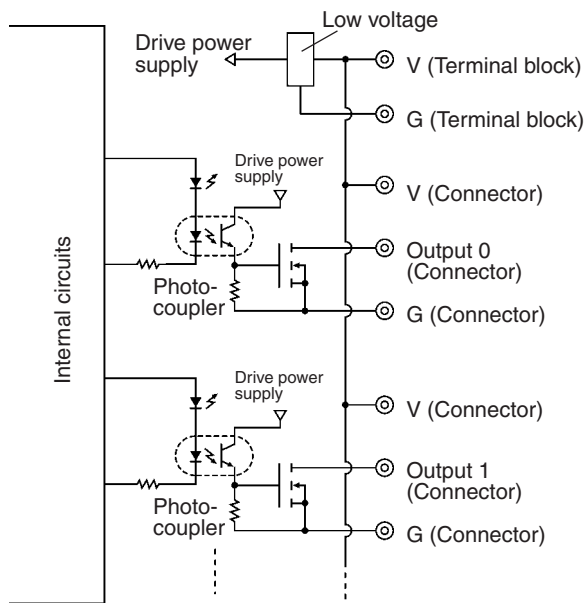 Low voltage
Drive power
supply
V (Terminal block)
G (Terminal block)
Drive power
supply
V (Connector)
Output 0
(Connector)
Photo-
coupler
G (Connector)
Internal circuits
Drive power
supply
V (Connector)
Output 1
(Connector)
Photo-
coupler
G (Connector)